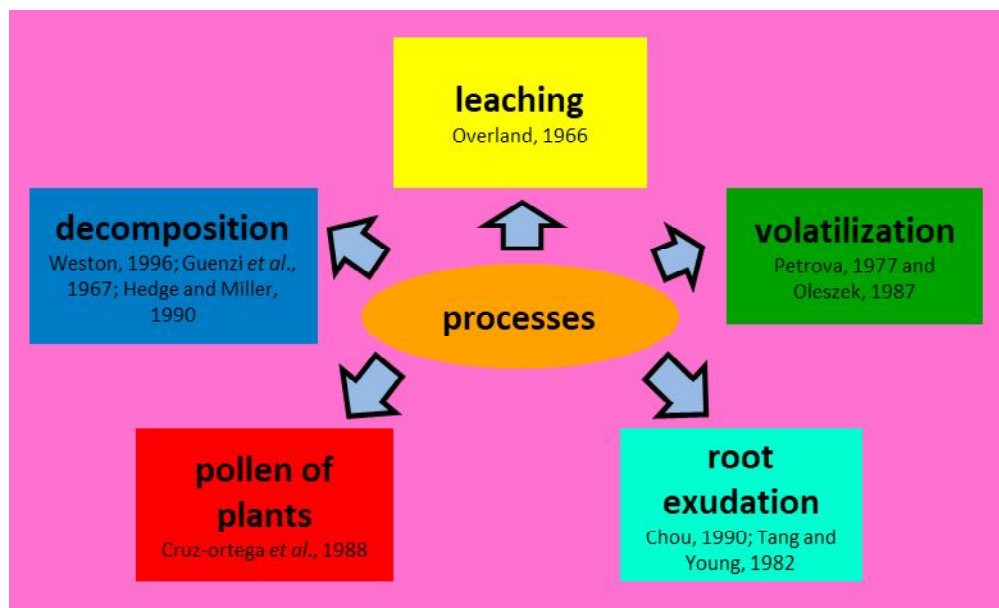 leaching
Overland, 1966
decomposition
Weston, 1996; Guenzi et al.,
1967; Hedge and Miller,
1990
volatilization
Petrova, 1977 and
Oleszek, 1987
processes
pollen of
plants
Cruz-ortega et al., 1988
root
exudation
Chou, 1990; Tang and
Young, 1982